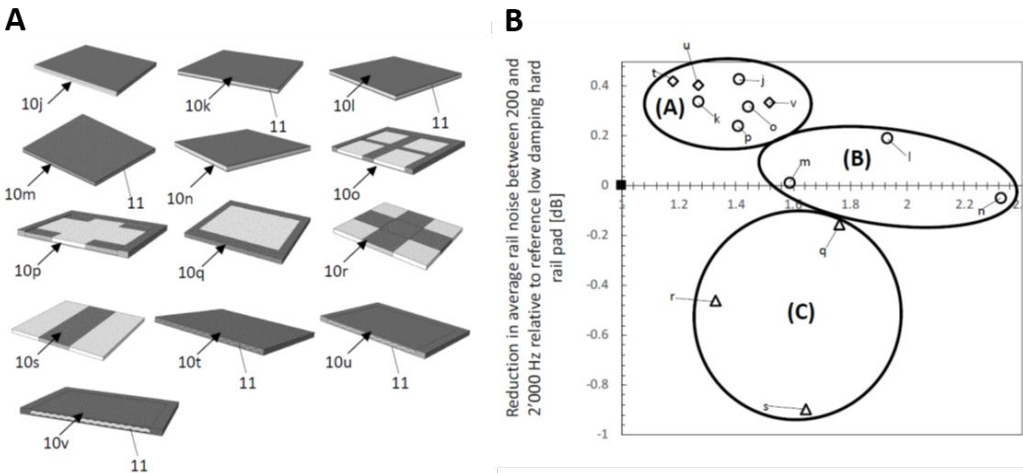 A
10j
10k
11
10l
11
10m
11
10n
10o
10p
10q
10r
10s
10t
11
10u
11
10v
11
B
Reduction in average rail noise between 200 and
2'000 Hz relative to reference low damping hard
rail pad [dB]
0.4
0.2
0
-0.2
-0.4
-0.6
-0.8
-1
1.2
1.4
1.6
1.8
2
2.2
u
t
j
(A)
k
v
o
p
(B)
l
m
n
q
r
(C)
s